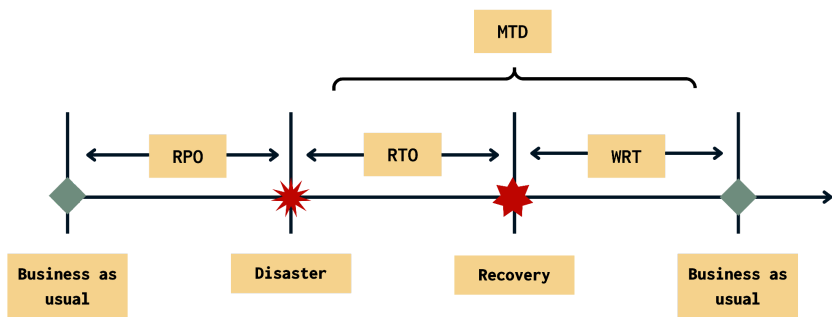 MTD
RPO
RTO
WRT
Business as
usual
Disaster
Recovery
Business as
usual